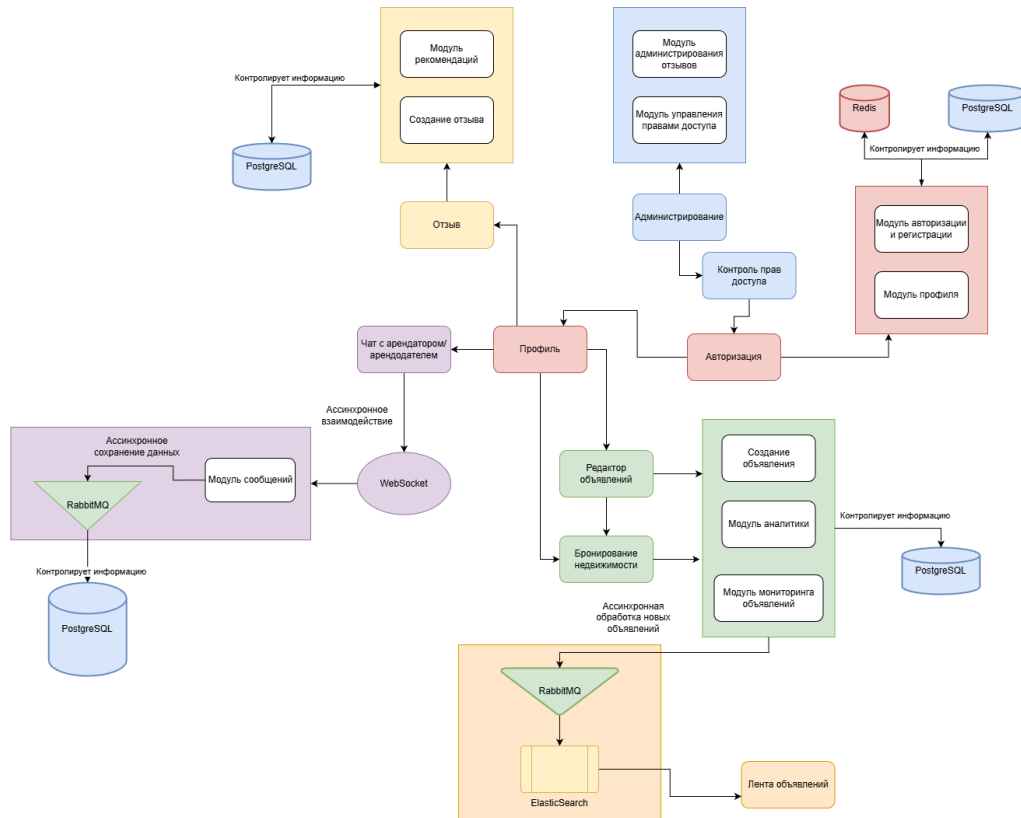 Модуль
рекомендаций
Создание отзыва
Контролирует информацию
PostgreSQL
Отзыв
Модуль
администрирования
отзывов
Модуль управления
правами доступа
Администрирование
Контроль прав
доступа
Redis
PostgreSQL
Контролирует информацию
Модуль авторизации
и регистрации
Модуль профиля
Чат с арендатором/
арендодателем
Профиль
Авторизация
Ассинхронное
взаимодействие
WebSocket
Ассинхронное
сохранение данных
Модуль сообщений
RabbitMQ
Контролирует информацию
PostgreSQL
Редактор
объявлений
Бронирование
недвижимости
Создание
объявления
Модуль аналитики
Модуль мониторинга
объявлений
Контролирует информацию
PostgreSQL
Ассинхронная
обработка новых
объявлений
RabbitMQ
ElasticSearch
Лента объявлений